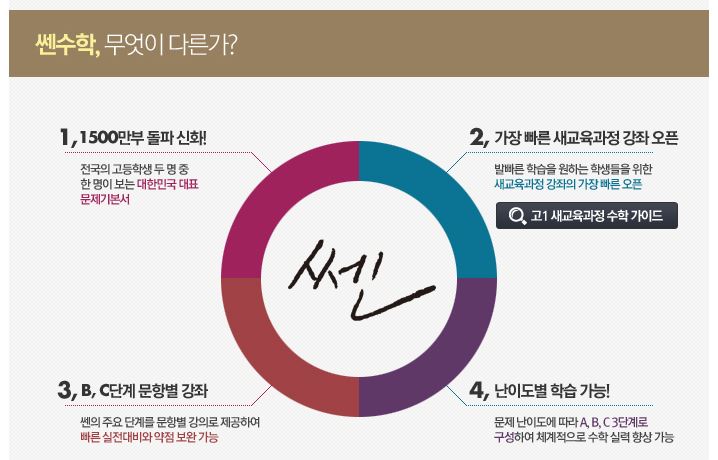 쎈수학, 무엇이 다른가?
1, 1500만부 돌파 신화!
전국의 고등학생 두 명 중
한 명이 보는 대한민국 대표
문제기본서
2, 가장 빠른 새교육과정 강좌 오픈
발빠른 학습을 원하는 학생들을 위한
새교육과정 강좌의 가장 빠른 오픈
고1 새교육과정 수학 가이드
쎈
3, B, C단계 문항별 강좌
쎈의 주요 단계를 문항별 강의로 제공하여
빠른 실전대비와 약점 보완 가능
4, 난이도별 학습 가능!
문제 난이도에 따라 A, B, C 3단계로
구성하여 체계적으로 수학 실력 향상 가능